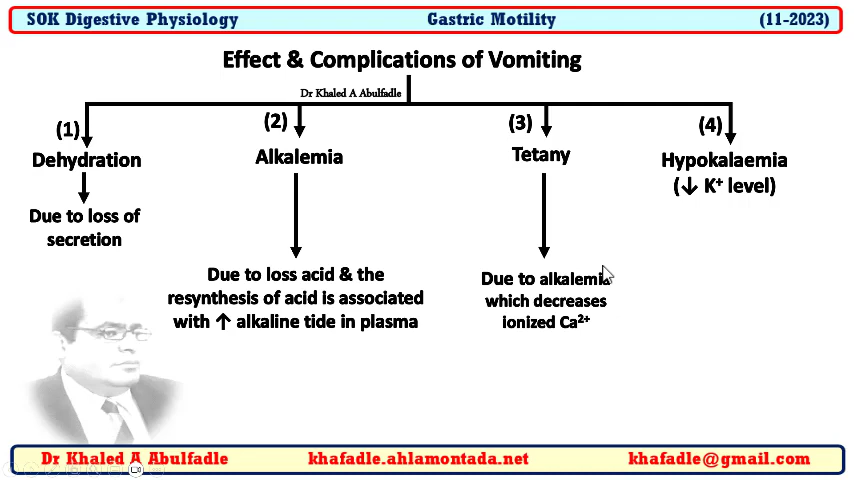 SOK Digestive Physiology Gastric Motility (11-2023)
Effect & Complications of Vomiting
Dr Khaled A Abulfadle
(1)
Dehydration
Due to loss of
secretion
(2)
Alkalemia
Due to loss acid & the
resynthesis of acid is associated
with ↑ alkaline tide in plasma
(3)
Tetany
Due to alkalemia
which decreases
ionized Ca²⁺
(4)
Hypokalaemia
(↓ K⁺ level)
Dr Khaled A Abulfadle khafadle.ahlamontada.net khafadle@gmail.com